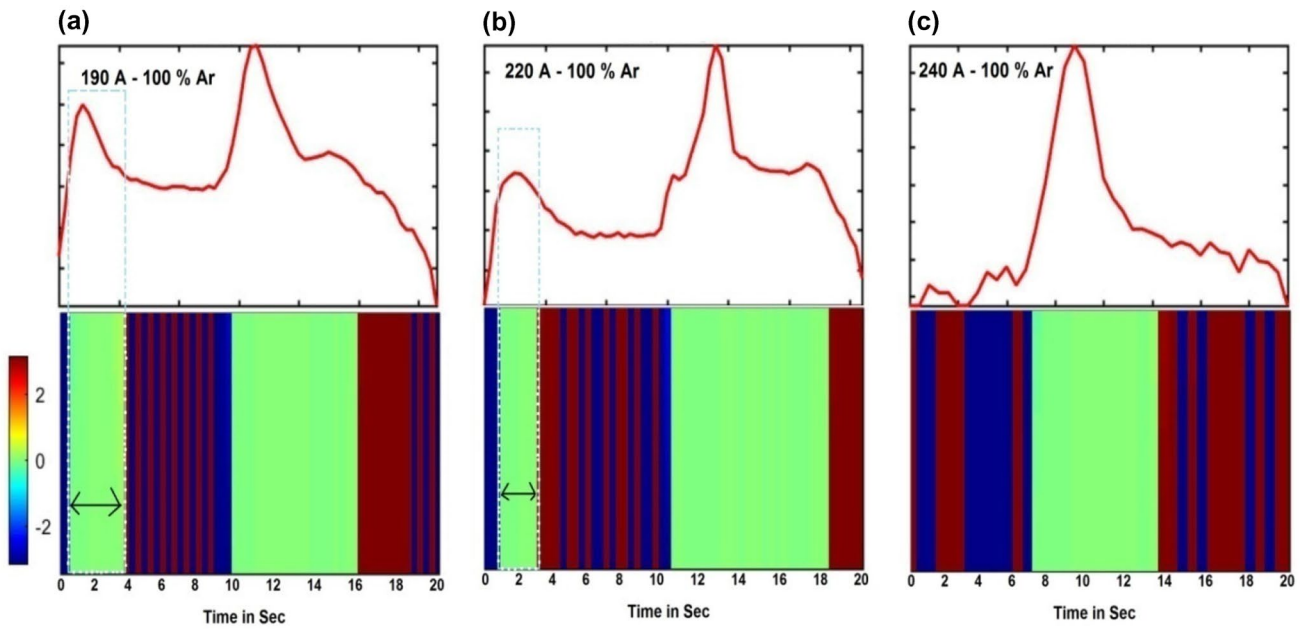 (a)
(b)
(c)
190 A - 100 % Ar
220 A - 100 % Ar
240 A - 100 % Ar
2
0
-2
0 2 4 6 8 10 12 14 16 18 20
0 2 4 6 8 10 12 14 16 18 20
0 2 4 6 8 10 12 14 16 18 20
Time in Sec
Time in Sec
Time in Sec